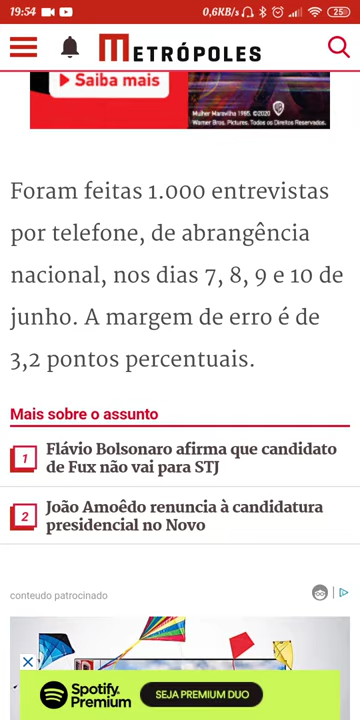 19:54
0,6KB/s
25
METRÓPOLES
Saiba mais
Mulher Maravilha 1985. ©2020
Warner Bros. Pictures. Todos os Direitos Reservados.
Foram feitas 1.000 entrevistas
por telefone, de abrangência
nacional, nos dias 7, 8, 9 e 10 de
junho. A margem de erro é de
3,2 pontos percentuais.
Mais sobre o assunto
1
Flávio Bolsonaro afirma que candidato
de Fux não vai para STJ
2
João Amoêdo renuncia à candidatura
presidencial no Novo
conteudo patrocinado
Spotify
Premium
SEJA PREMIUM DUO